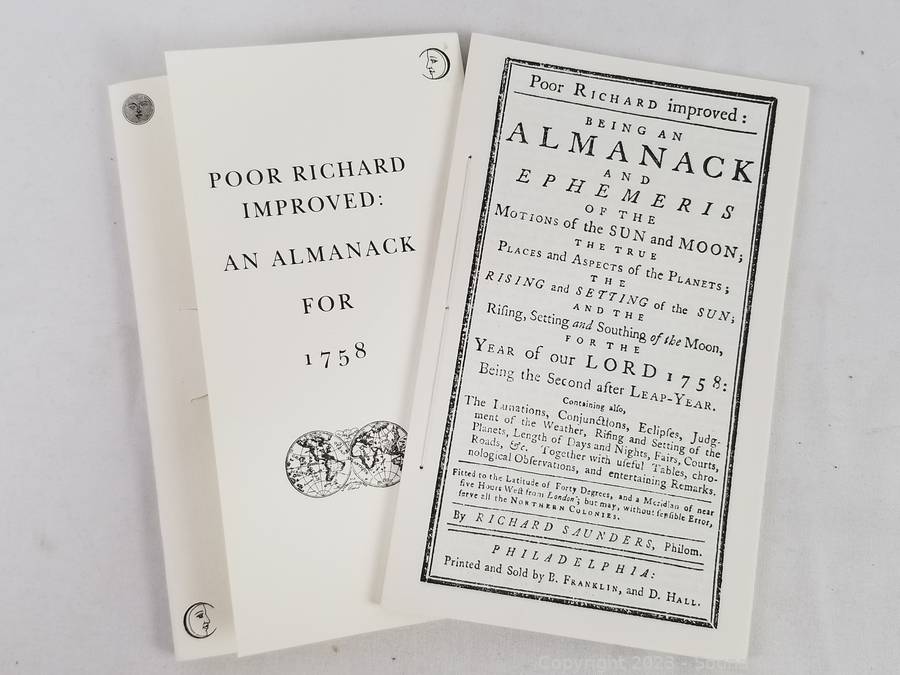 POOR RICHARD
IMPROVED:
AN ALMANACK
FOR
1758
Poor RICHARD improved:
BEING AN
ALMANACK
AND
EPHEMERIS
OF THE
MOTIONS of the SUN and MOON;
THE TRUE
PLACES and ASPECTS of the PLANETS;
THE
RISING and SETTING of the SUN;
AND THE
Rising, Setting and Southing of the Moon,
FOR THE
YEAR of our LORD 1758:
Being the Second after LEAP-YEAR.
Containing also,
The Lunations, Conjunctions, Eclipses, Judg-
ment of the Weather, Rising and Setting of the
Planets, Length of Days and Nights, Fairs, Courts,
Roads, &c. Together with useful Tables, chro-
nological Observations, and entertaining Remarks.
Fitted to the Latitude of Forty Degrees, and a Meridian of near
five Hours West from London; but may, without sensible Error,
serve all the NORTHERN COLONIES.
By RICHARD SAUNDERS, Philom.
PHILADELPHIA:
Printed and Sold by B. FRANKLIN, and D. HALL.
Copyright 2023 -